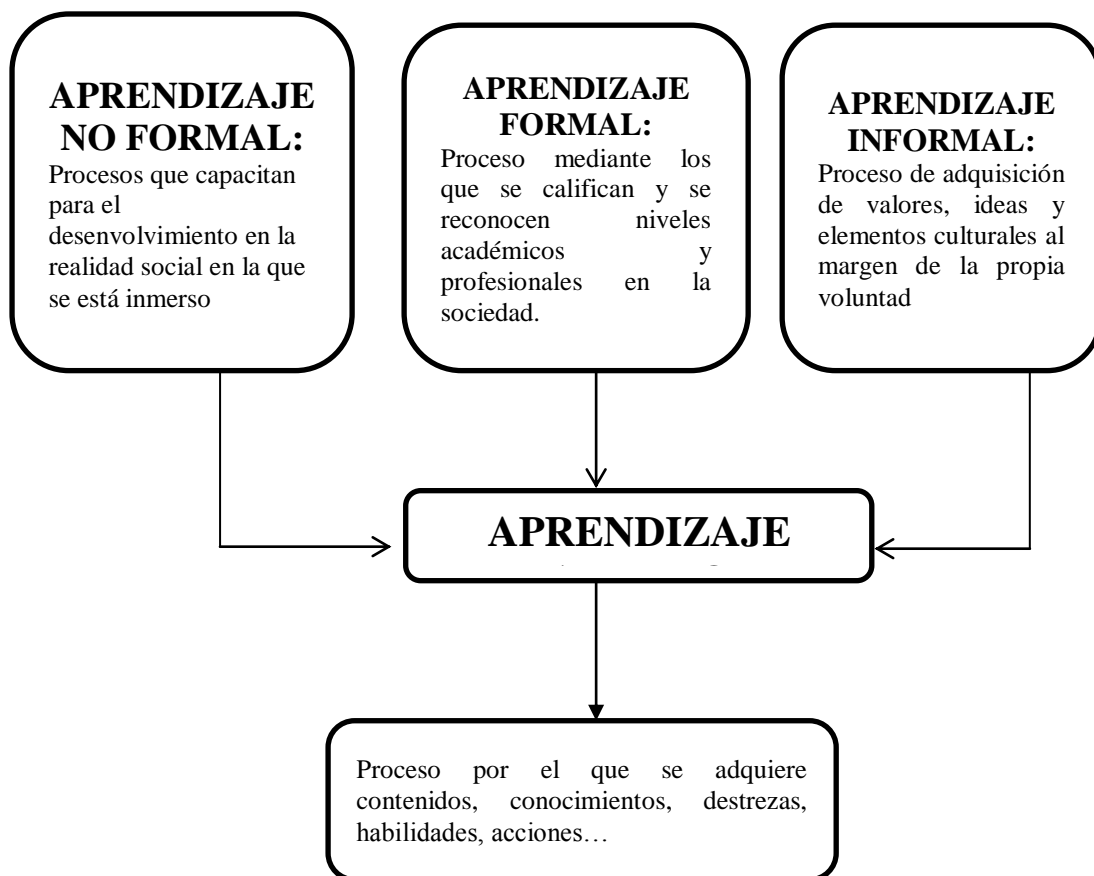 APRENDIZAJE
NO FORMAL:
Procesos que capacitan
para el
desenvolvimiento en la
realidad social en la que
se está inmerso
APRENDIZAJE
FORMAL:
Proceso mediante los
que se califican y se
reconocen niveles
académicos y
profesionales en la
sociedad.
APRENDIZAJE
INFORMAL:
Proceso de adquisición
de valores, ideas y
elementos culturales al
margen de la propia
voluntad
APRENDIZAJE
Proceso por el que se adquiere
contenidos, conocimientos, destrezas,
habilidades, acciones…